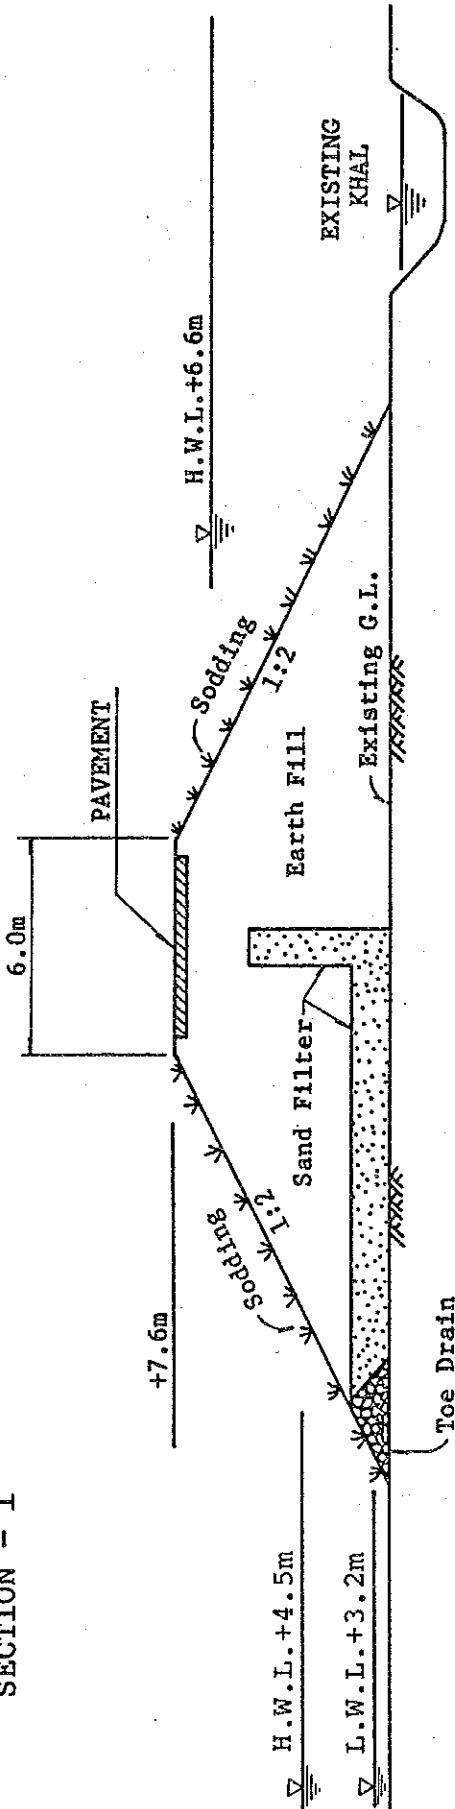 SECTION - 1
6.0m
PAVEMENT
+7.6m
H.W.L.+6.6m
H.W.L.+4.5m
L.W.L.+3.2m
Sodding
1:2
Sodding
1:2
Sand Filter
Earth Fill
Existing G.L.
Toe Drain
EXISTING
KHAL